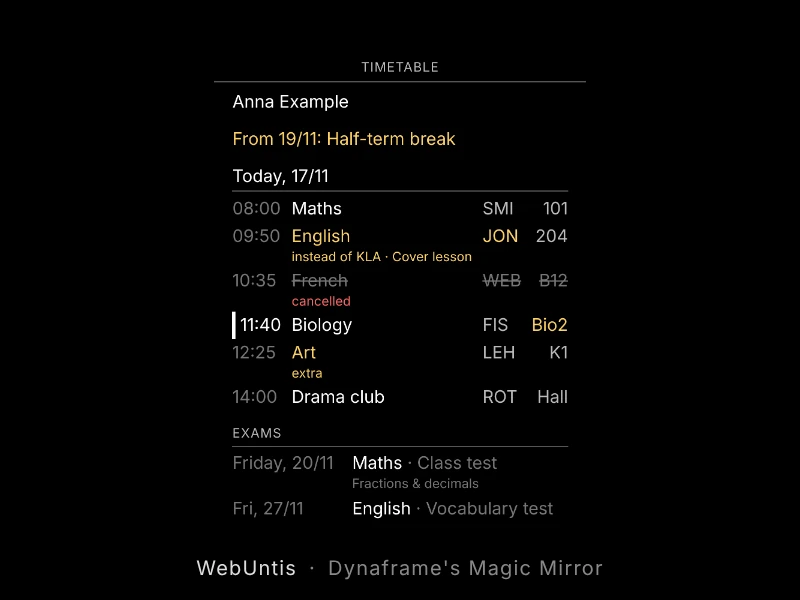 TIMETABLE
Anna Example
From 19/11: Half-term break
Today, 17/11
08:00 Maths SMI 101
09:50 English JON 204
instead of KLA · Cover lesson
10:35 French WEB B12
cancelled
11:40 Biology FIS Bio2
12:25 Art LEH K1
extra
14:00 Drama club ROT Hall
EXAMS
Friday, 20/11 Maths · Class test
Fractions & decimals
Fri, 27/11 English · Vocabulary test
WebUntis · Dynaframe's Magic Mirror